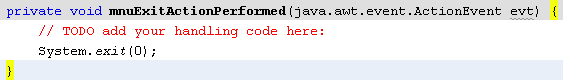 private void mnuExitActionPerformed(java.awt.event.ActionEvent evt) {
// TODO add your handling code here:
System.exit(0);
}